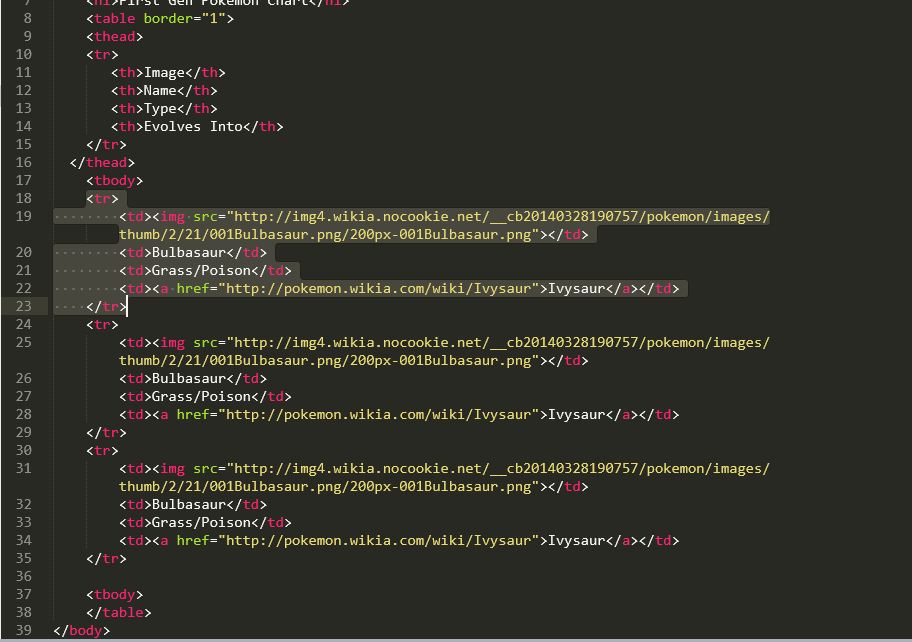 7 <h1>First Gen Pokemon Chart</h1>
8 <table border="1">
9 <thead>
10 <tr>
11 <th>Image</th>
12 <th>Name</th>
13 <th>Type</th>
14 <th>Evolves Into</th>
15 </tr>
16 </thead>
17 <tbody>
18 <tr>
19 <td><img src="http://img4.wikia.nocookie.net/__cb20140328190757/pokemon/images/
thumb/2/21/001Bulbasaur.png/200px-001Bulbasaur.png"></td>
20 <td>Bulbasaur</td>
21 <td>Grass/Poison</td>
22 <td><a href="http://pokemon.wikia.com/wiki/Ivysaur">Ivysaur</a></td>
23 </tr>
24 <tr>
25 <td><img src="http://img4.wikia.nocookie.net/__cb20140328190757/pokemon/images/
thumb/2/21/001Bulbasaur.png/200px-001Bulbasaur.png"></td>
26 <td>Bulbasaur</td>
27 <td>Grass/Poison</td>
28 <td><a href="http://pokemon.wikia.com/wiki/Ivysaur">Ivysaur</a></td>
29 </tr>
30 <tr>
31 <td><img src="http://img4.wikia.nocookie.net/__cb20140328190757/pokemon/images/
thumb/2/21/001Bulbasaur.png/200px-001Bulbasaur.png"></td>
32 <td>Bulbasaur</td>
33 <td>Grass/Poison</td>
34 <td><a href="http://pokemon.wikia.com/wiki/Ivysaur">Ivysaur</a></td>
35 </tr>
36
37 <tbody>
38 </table>
39 </body>